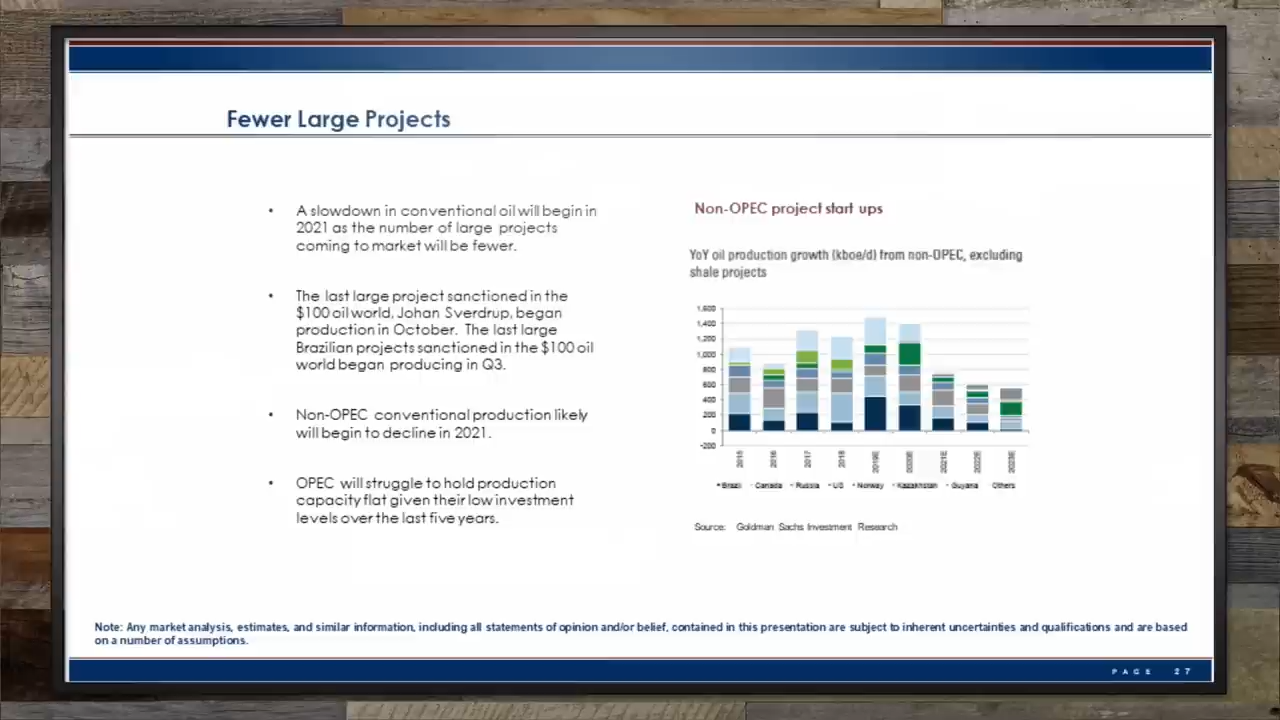 Fewer Large Projects
• A slowdown in conventional oil will begin in
2021 as the number of large projects
coming to market will be fewer.
• The last large project sanctioned in the
$100 oil world, Johan Sverdrup, began
production in October. The last large
Brazilian projects sanctioned in the $100 oil
world began producing in Q3.
• Non-OPEC conventional production likely
will begin to decline in 2021.
• OPEC will struggle to hold production
capacity flat given their low investment
levels over the last five years.
Non-OPEC project start ups
YoY oil production growth (kboe/d) from non-OPEC, excluding
shale projects
1,600
1,400
1,200
1,000
800
600
400
200
0
-200
2015 2016 2017 2018 2019E 2020E 2021E 2022E 2023E
Brazil Canada Russia US Norway Kazakhstan Guyana Others
Source: Goldman Sachs Investment Research
Note: Any market analysis, estimates, and similar information, including all statements of opinion and/or belief, contained in this presentation are subject to inherent uncertainties and qualifications and are based
on a number of assumptions.
PAGE 27